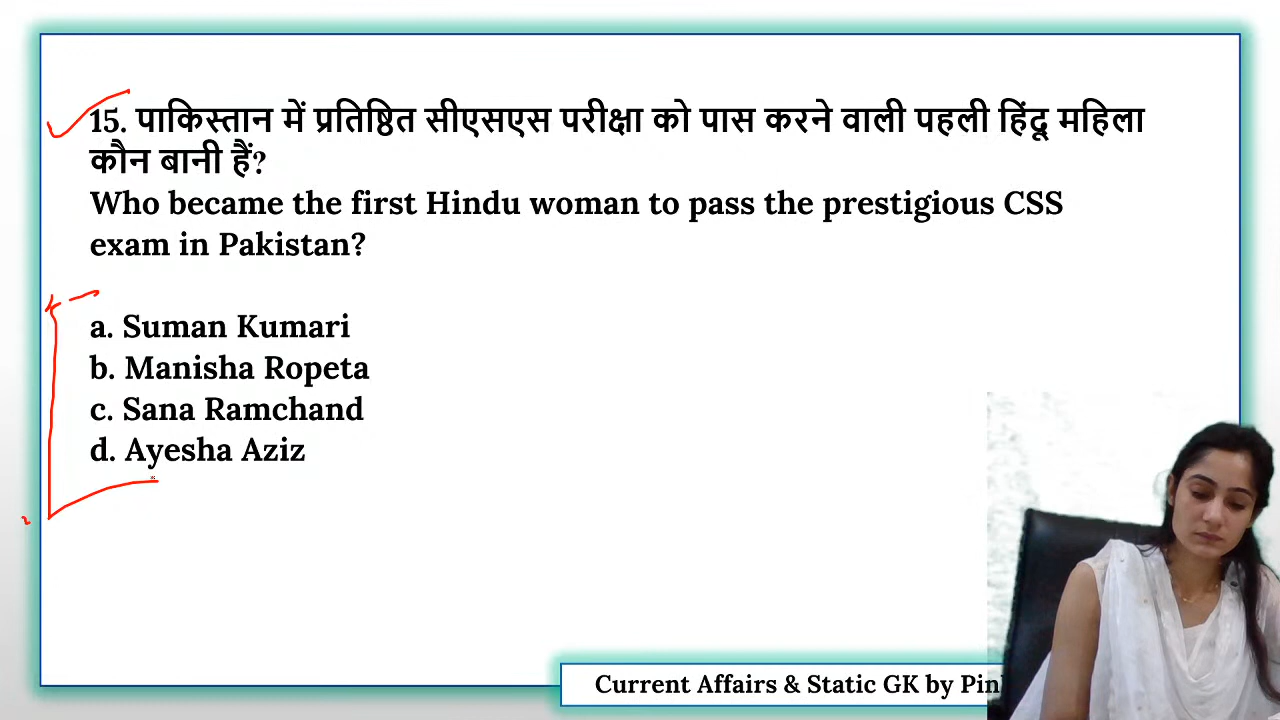 15. पाकिस्तान में प्रतिष्ठित सीएसएस परीक्षा को पास करने वाली पहली हिंदू महिला
कौन बानी हैं?
Who became the first Hindu woman to pass the prestigious CSS
exam in Pakistan?
a. Suman Kumari
b. Manisha Ropeta
c. Sana Ramchand
d. Ayesha Aziz
Current Affairs & Static GK by